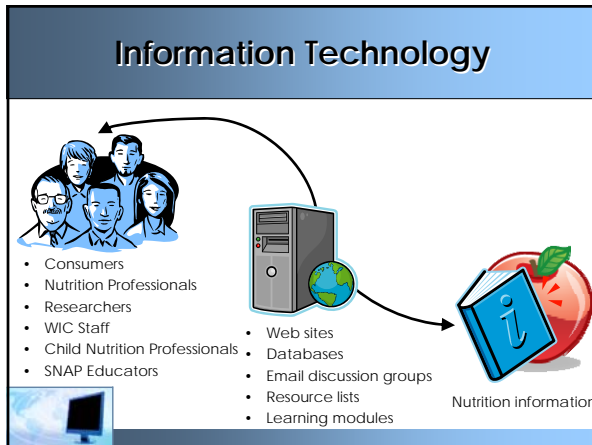 Information Technology
• Consumers
• Nutrition Professionals
• Researchers
• WIC Staff
• Child Nutrition Professionals
• SNAP Educators
• Web sites
• Databases
• Email discussion groups
• Resource lists
• Learning modules
i
Nutrition information